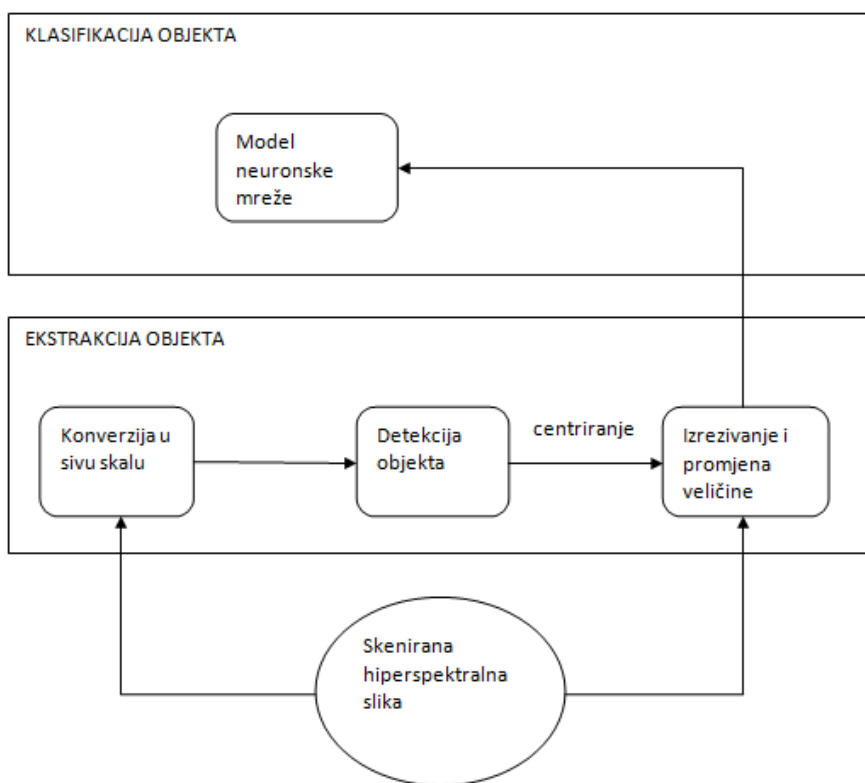 KLASIFIKACIJA OBJEKTA
Model
neuronske
mreže
EKSTRAKCIJA OBJEKTA
Konverzija u
sivu skalu
Detekcija
objekta
centriranje
Izrezivanje i
promjena
veličine
Skenirana
hiperspektralna
slika